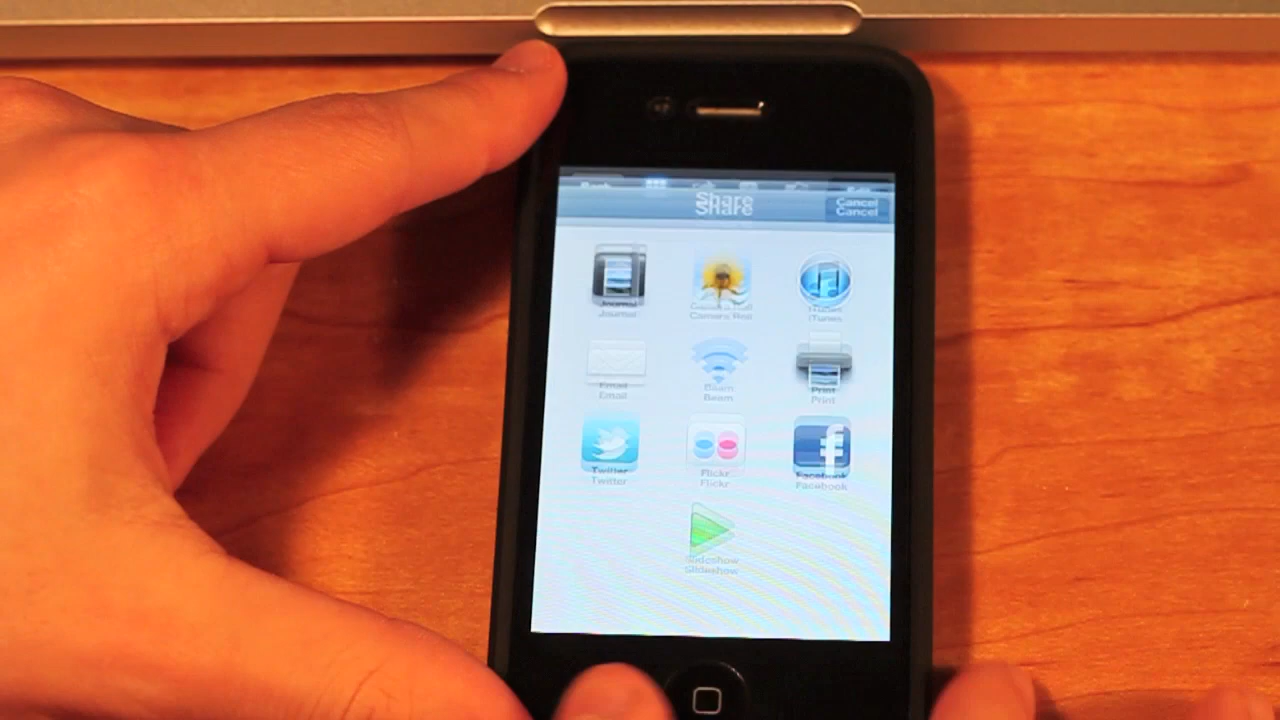 Share
Cancel
Journal
Camera Roll
iTunes
Email
Beam
Print
Twitter
Flickr
Facebook
Slideshow